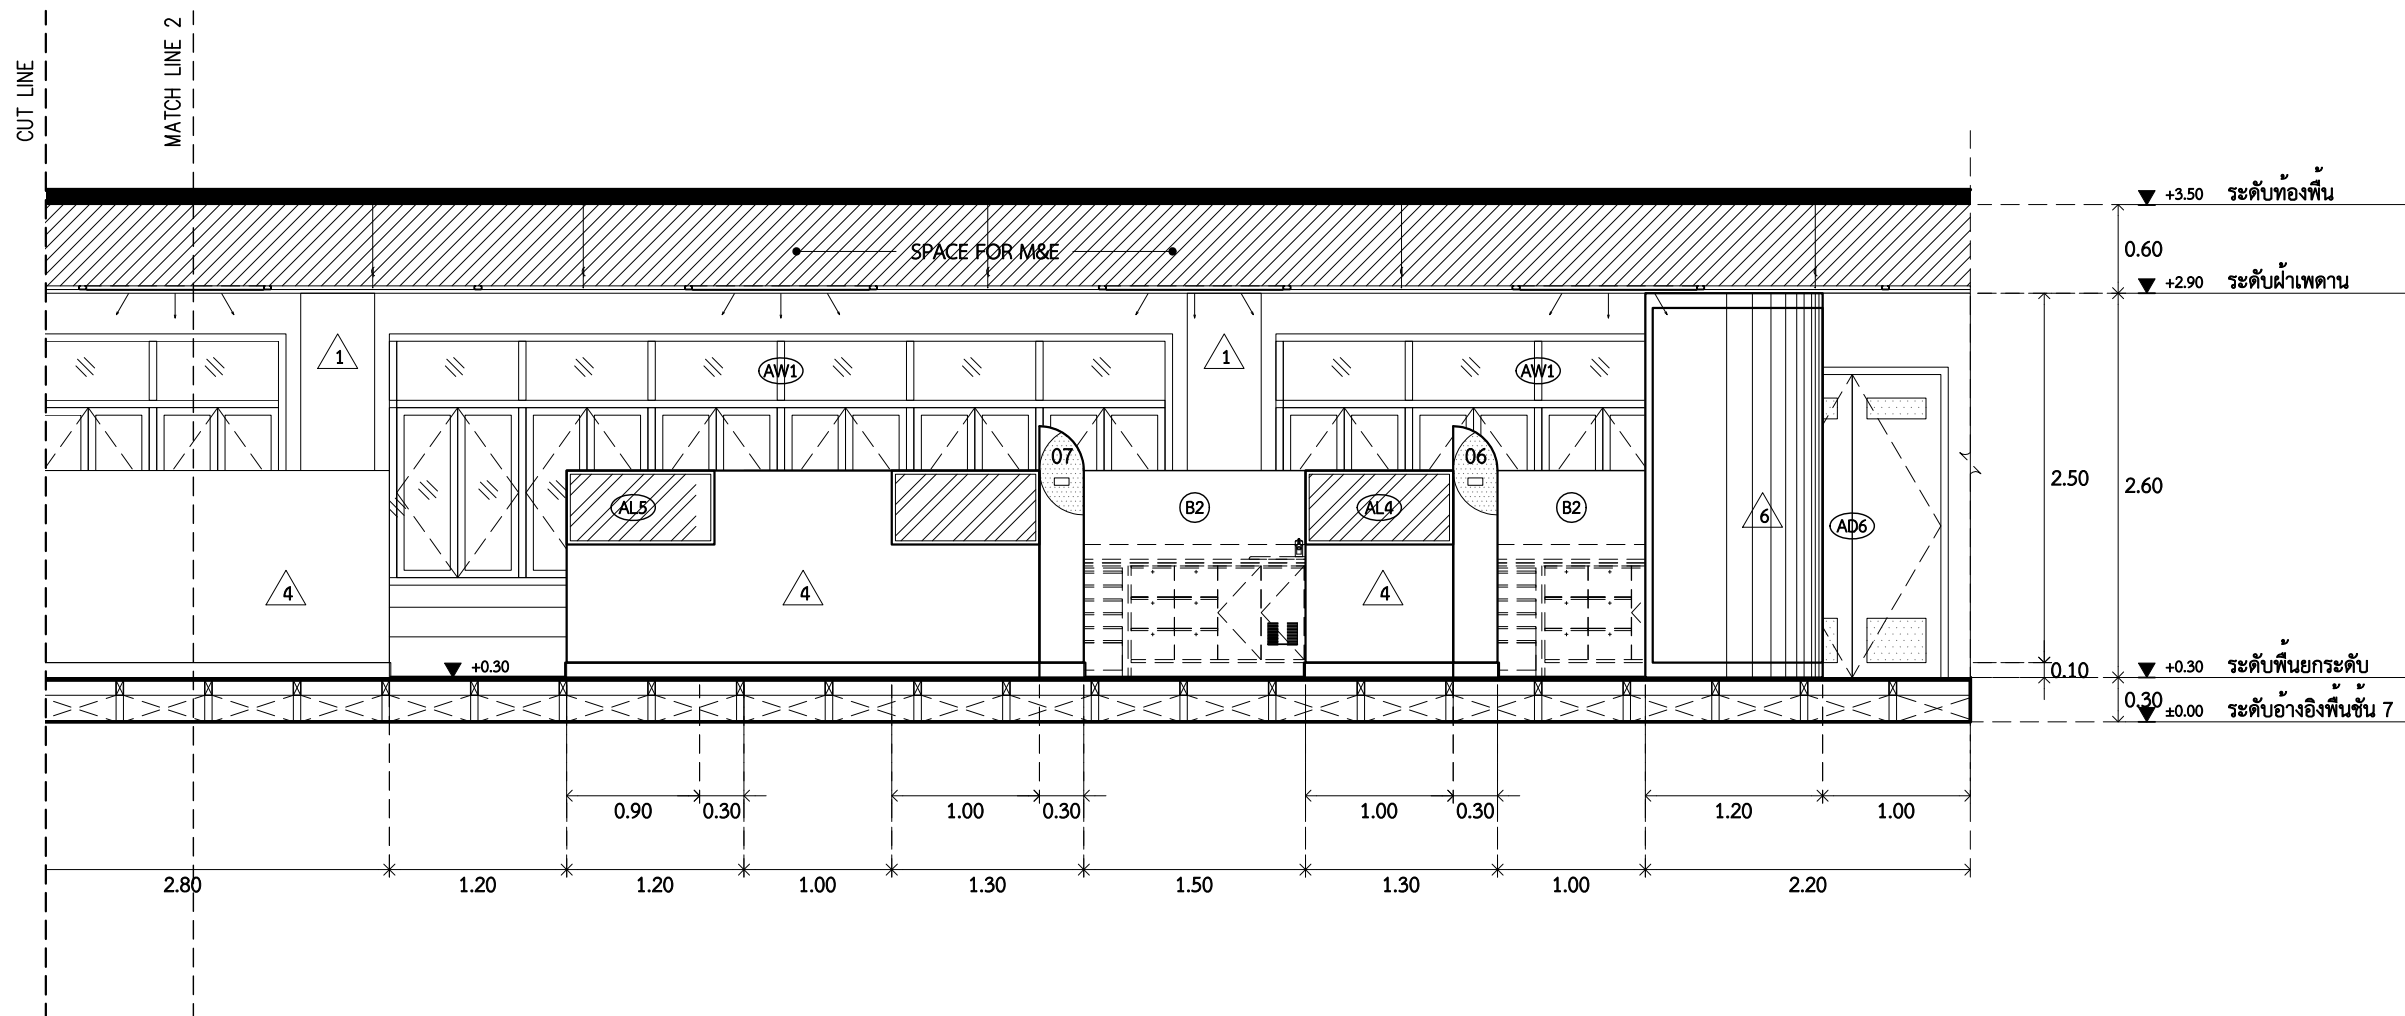 CUT LINE
MATCH LINE 2
+3.50 ระดับท้องพื้น
0.60
SPACE FOR M&E
+2.90 ระดับฝ้าเพดาน
1
1
AW1
AW1
07
06
2.50
2.60
AL5
B2
AL4
B2
6
AD6
4
4
4
+0.30
+0.30 ระดับพื้นยกระดับ
0.10
0.30
±0.00 ระดับอ้างอิงพื้นชั้น 7
0.90 0.30 1.00 0.30 1.00 0.30 1.20 1.00
2.80 1.20 1.20 1.00 1.30 1.50 1.30 1.00 2.20